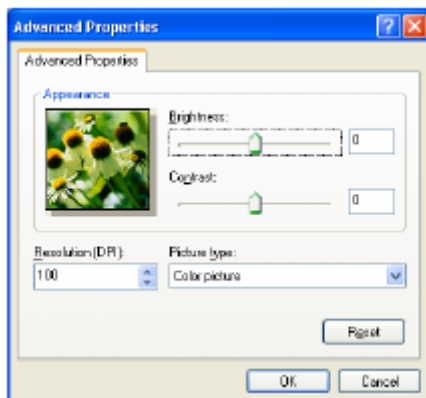 Advanced Properties
Advanced Properties
Appearance
Brightness:
0
Contrast:
0
Resolution (DPI):
Picture type:
100
Color picture
Reset
OK
Cancel